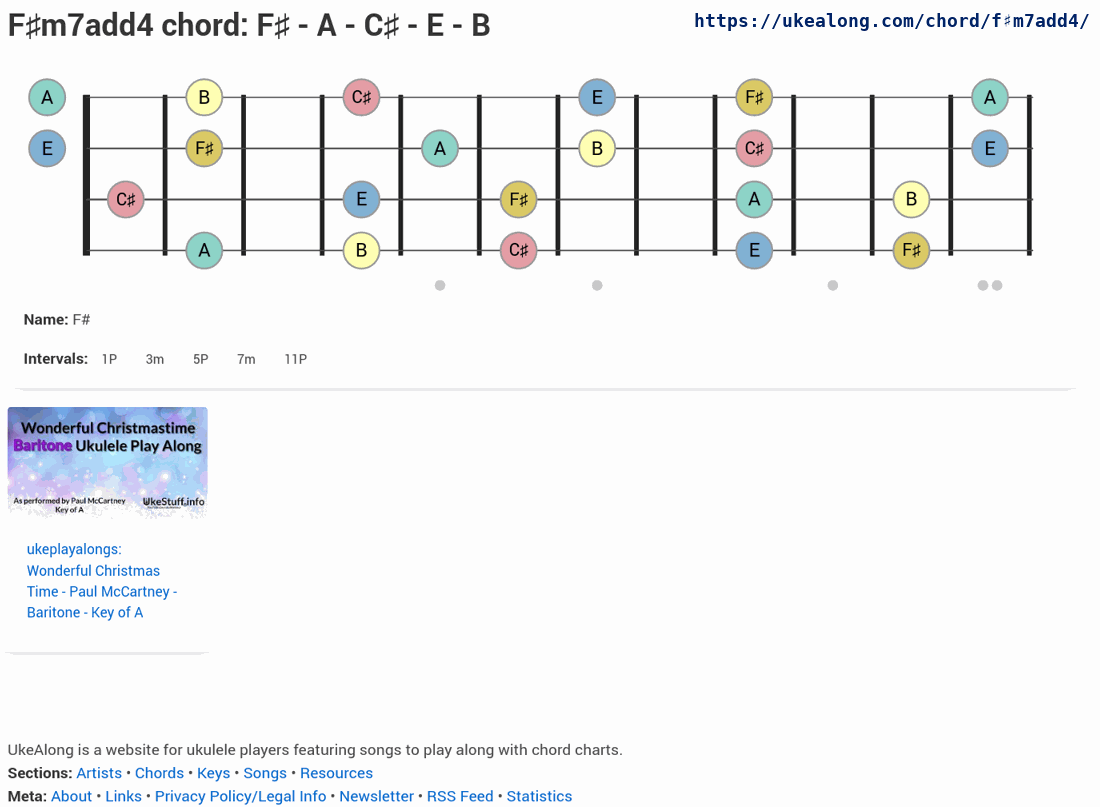 F♯m7add4 chord: F♯ - A - C♯ - E - B
https://ukealong.com/chord/f♯m7add4/
A B C♯ E F♯ A
E F♯ A B C♯ E
C♯ E F♯ A B
A B C♯ E F♯
Name: F#
Intervals: 1P 3m 5P 7m 11P
Wonderful Christmastime
Baritone Ukulele Play Along
As performed by Paul McCartney
Key of A
UkeStuff.info
ukeplayalongs:
Wonderful Christmas
Time - Paul McCartney -
Baritone - Key of A
UkeAlong is a website for ukulele players featuring songs to play along with chord charts.
Sections: Artists • Chords • Keys • Songs • Resources
Meta: About • Links • Privacy Policy/Legal Info • Newsletter • RSS Feed • Statistics